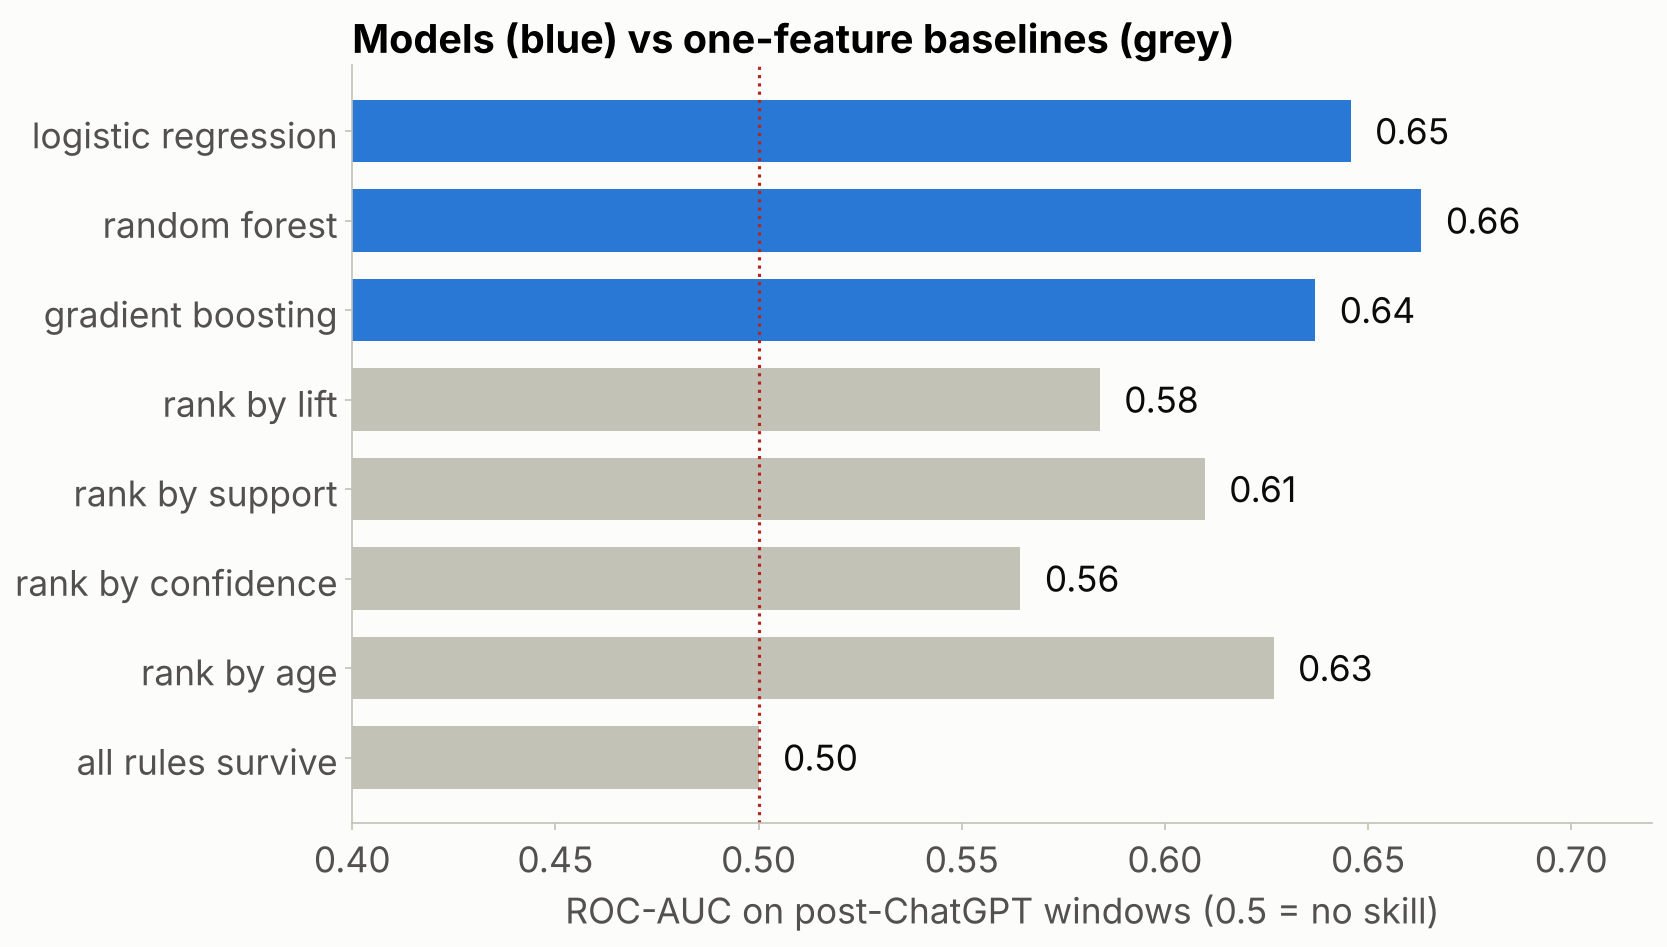 Models (blue) vs one-feature baselines (grey)
logistic regression 0.65
random forest 0.66
gradient boosting 0.64
rank by lift 0.58
rank by support 0.61
rank by confidence 0.56
rank by age 0.63
all rules survive 0.50
0.40 0.45 0.50 0.55 0.60 0.65 0.70
ROC-AUC on post-ChatGPT windows (0.5 = no skill)